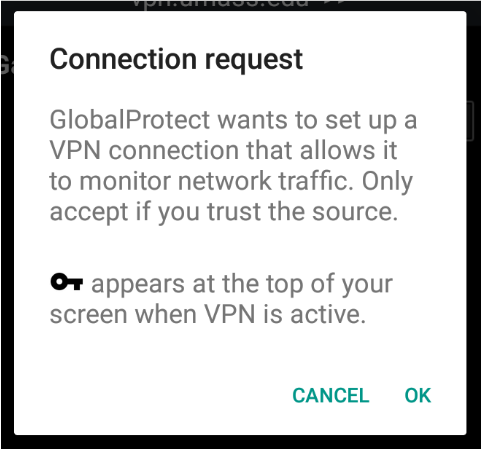 Connection request
GlobalProtect wants to set up a
VPN connection that allows it
to monitor network traffic. Only
accept if you trust the source.
appears at the top of your
screen when VPN is active.
CANCEL OK